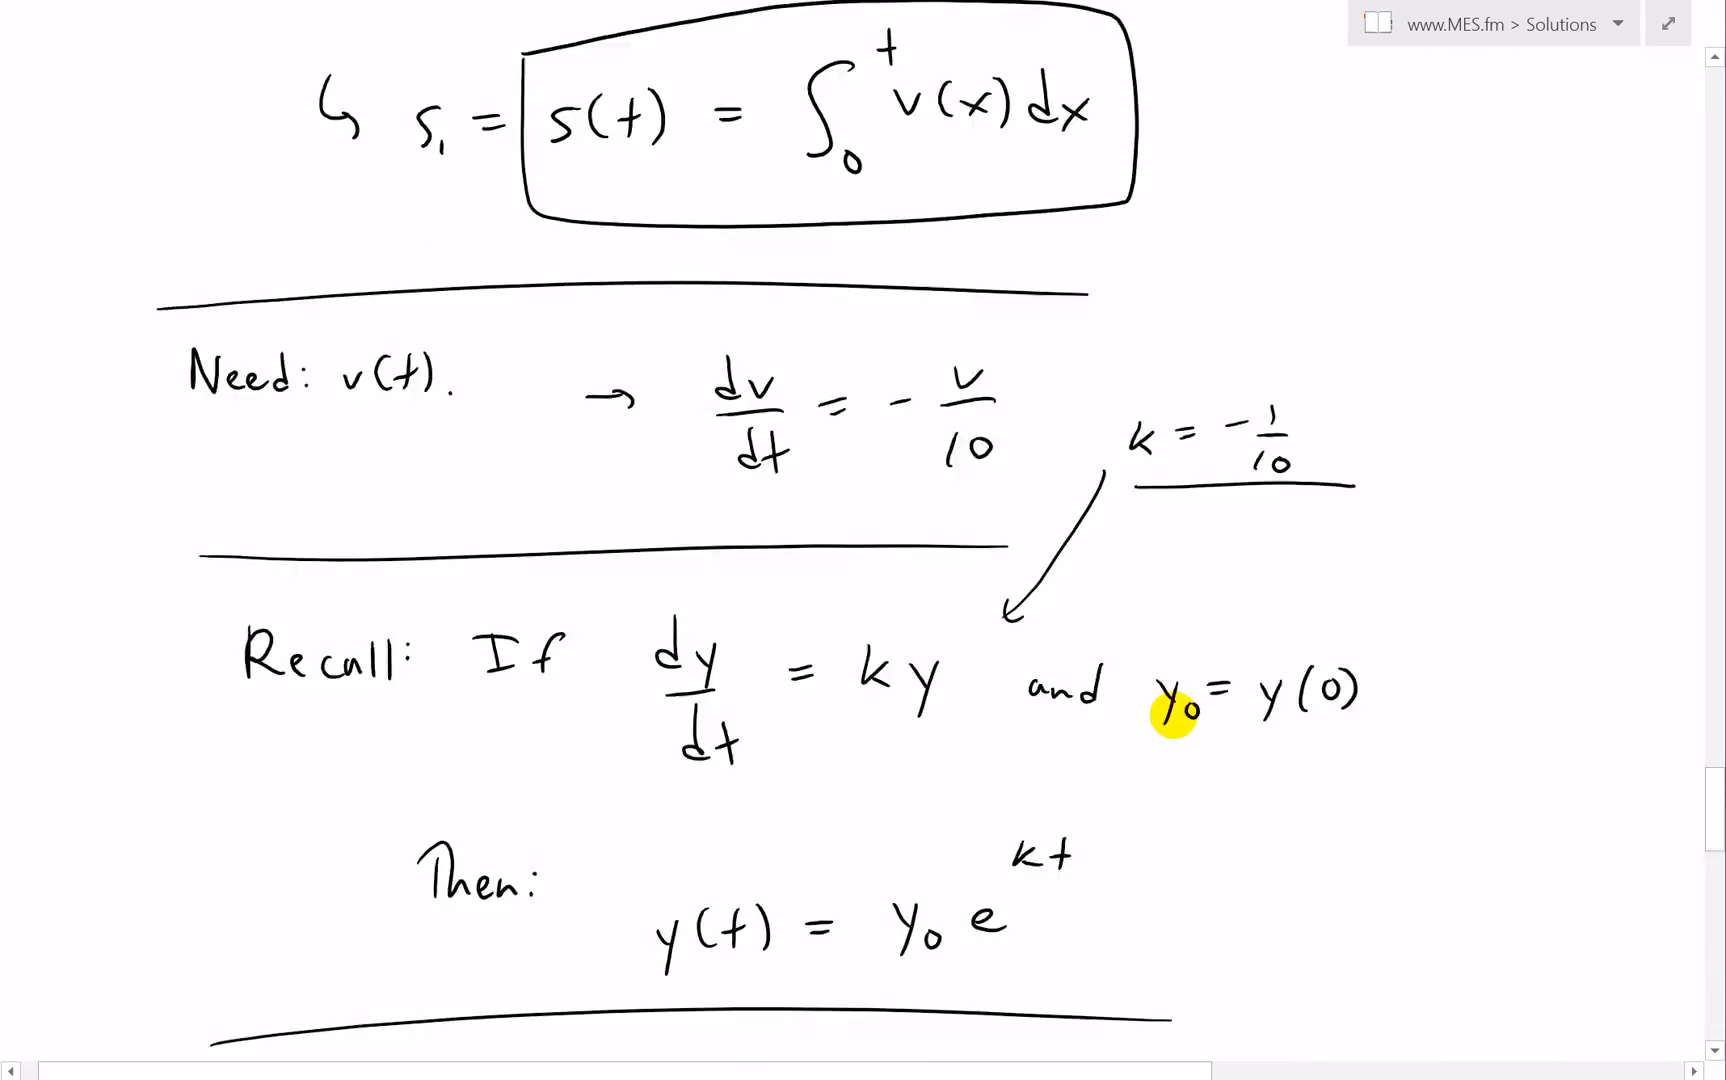 www.MES.fm > Solutions
↳ s₁ = s(t) = ∫₀ᵗ v(x) dx
Need: v(t). → dv/dt = - v/10
k = - 1/10
Recall: If dy/dt = ky and y₀ = y(0)
Then:
y(t) = y₀ e^{kt}